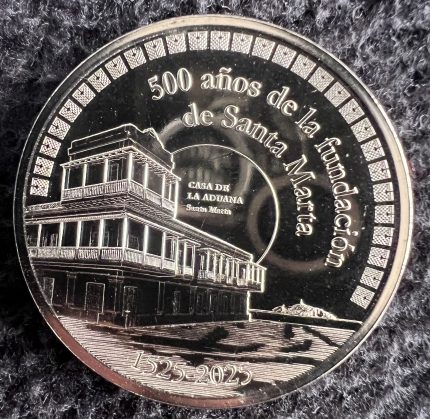 500 años de la fundación
de Santa Marta
CASA DE
LA ADUANA
Santa Marta
1525-2025